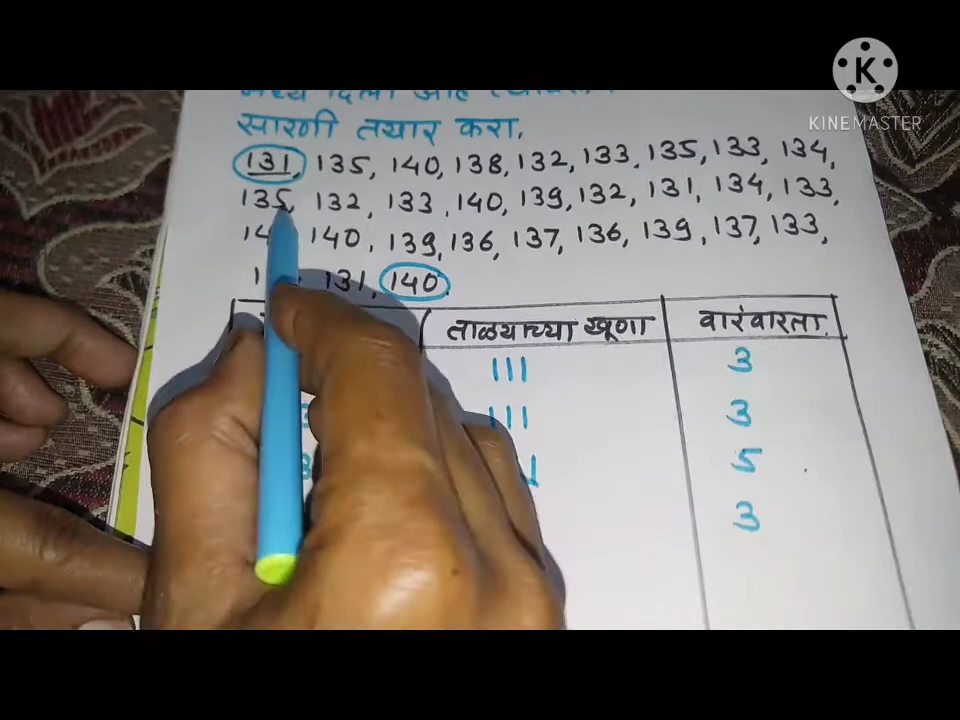 K
KINEMASTER
सारणी तयार करा.
131, 135, 140, 138, 132, 133, 135, 133, 134,
135, 132, 133, 140, 139, 132, 131, 134, 133,
140, 139, 136, 137, 136, 139, 137, 133,
131, 140
ताळयाच्या खूणा वारंवारता.
||| 3
||| 3
5
3